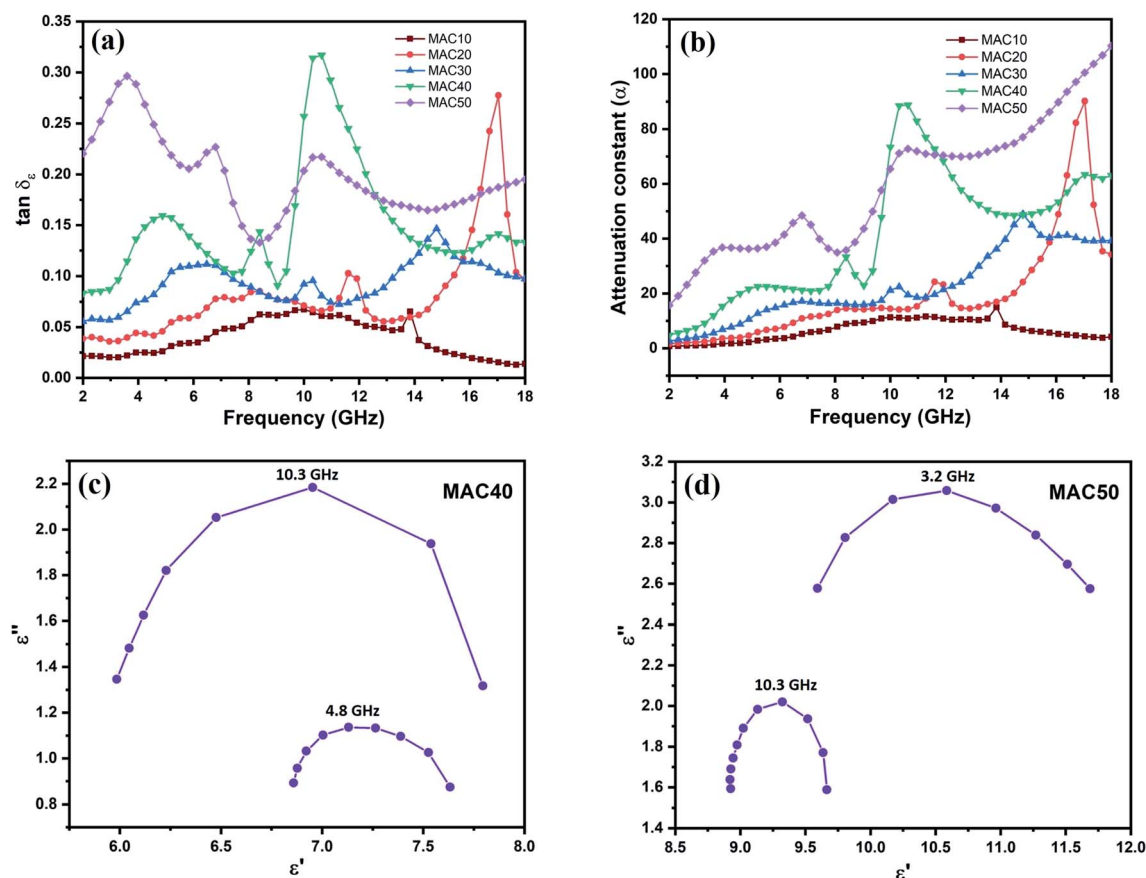 (a)
MAC10
MAC20
MAC30
MAC40
MAC50
tan δε
0.35
0.30
0.25
0.20
0.15
0.10
0.05
0.00
2 4 6 8 10 12 14 16 18
Frequency (GHz)
(b)
MAC10
MAC20
MAC30
MAC40
MAC50
Attenuation constant (α)
120
100
80
60
40
20
0
-20
2 4 6 8 10 12 14 16 18
Frequency (GHz)
(c)
10.3 GHz
MAC40
4.8 GHz
ε''
2.2
2.0
1.8
1.6
1.4
1.2
1.0
0.8
6.0 6.5 7.0 7.5 8.0
ε'
(d)
3.2 GHz
MAC50
10.3 GHz
ε''
3.2
3.0
2.8
2.6
2.4
2.2
2.0
1.8
1.6
1.4
8.5 9.0 9.5 10.0 10.5 11.0 11.5 12.0
ε'